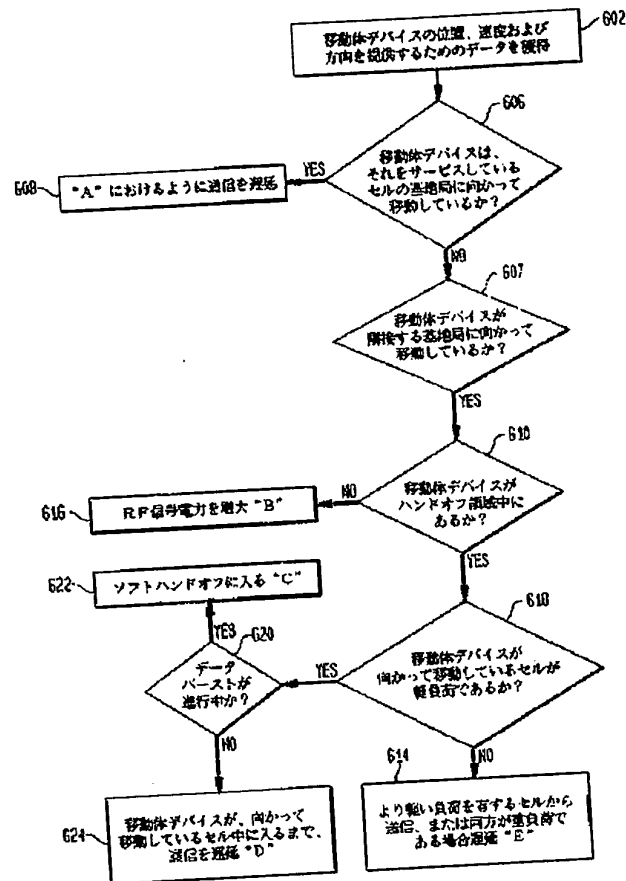 602
移動体デバイスの位置、速度および
方向を提供するためのデータを獲得
606
移動体デバイスは、
それをサービスしている
セルの基地局に向かって
移動しているか?
YES
608
"A" におけるように送信を遅延
NO
607
移動体デバイスが
隣接する基地局に向かって
移動しているか?
YES
610
移動体デバイスが
ハンドオフ領域中に
あるか?
NO
616
RF信号電力を増大 "B"
YES
618
移動体デバイスが
向かって移動しているセルが
軽負荷であるか?
YES
620
データ
バーストが
進行中か?
YES
622
ソフトハンドオフに入る "C"
NO
624
移動体デバイスが、向かって
移動しているセル中に入るまで、
送信を遅延 "D"
NO
614
より軽い負荷を有するセルから
送信、または両方が重負荷で
ある場合遅延 "E"